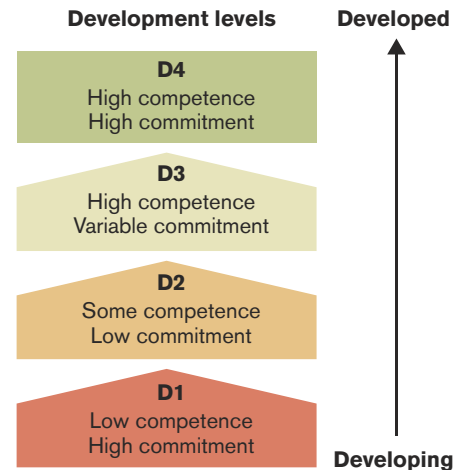 Development levels
Developed
D4
High competence
High commitment
D3
High competence
Variable commitment
D2
Some competence
Low commitment
D1
Low competence
High commitment
Developing